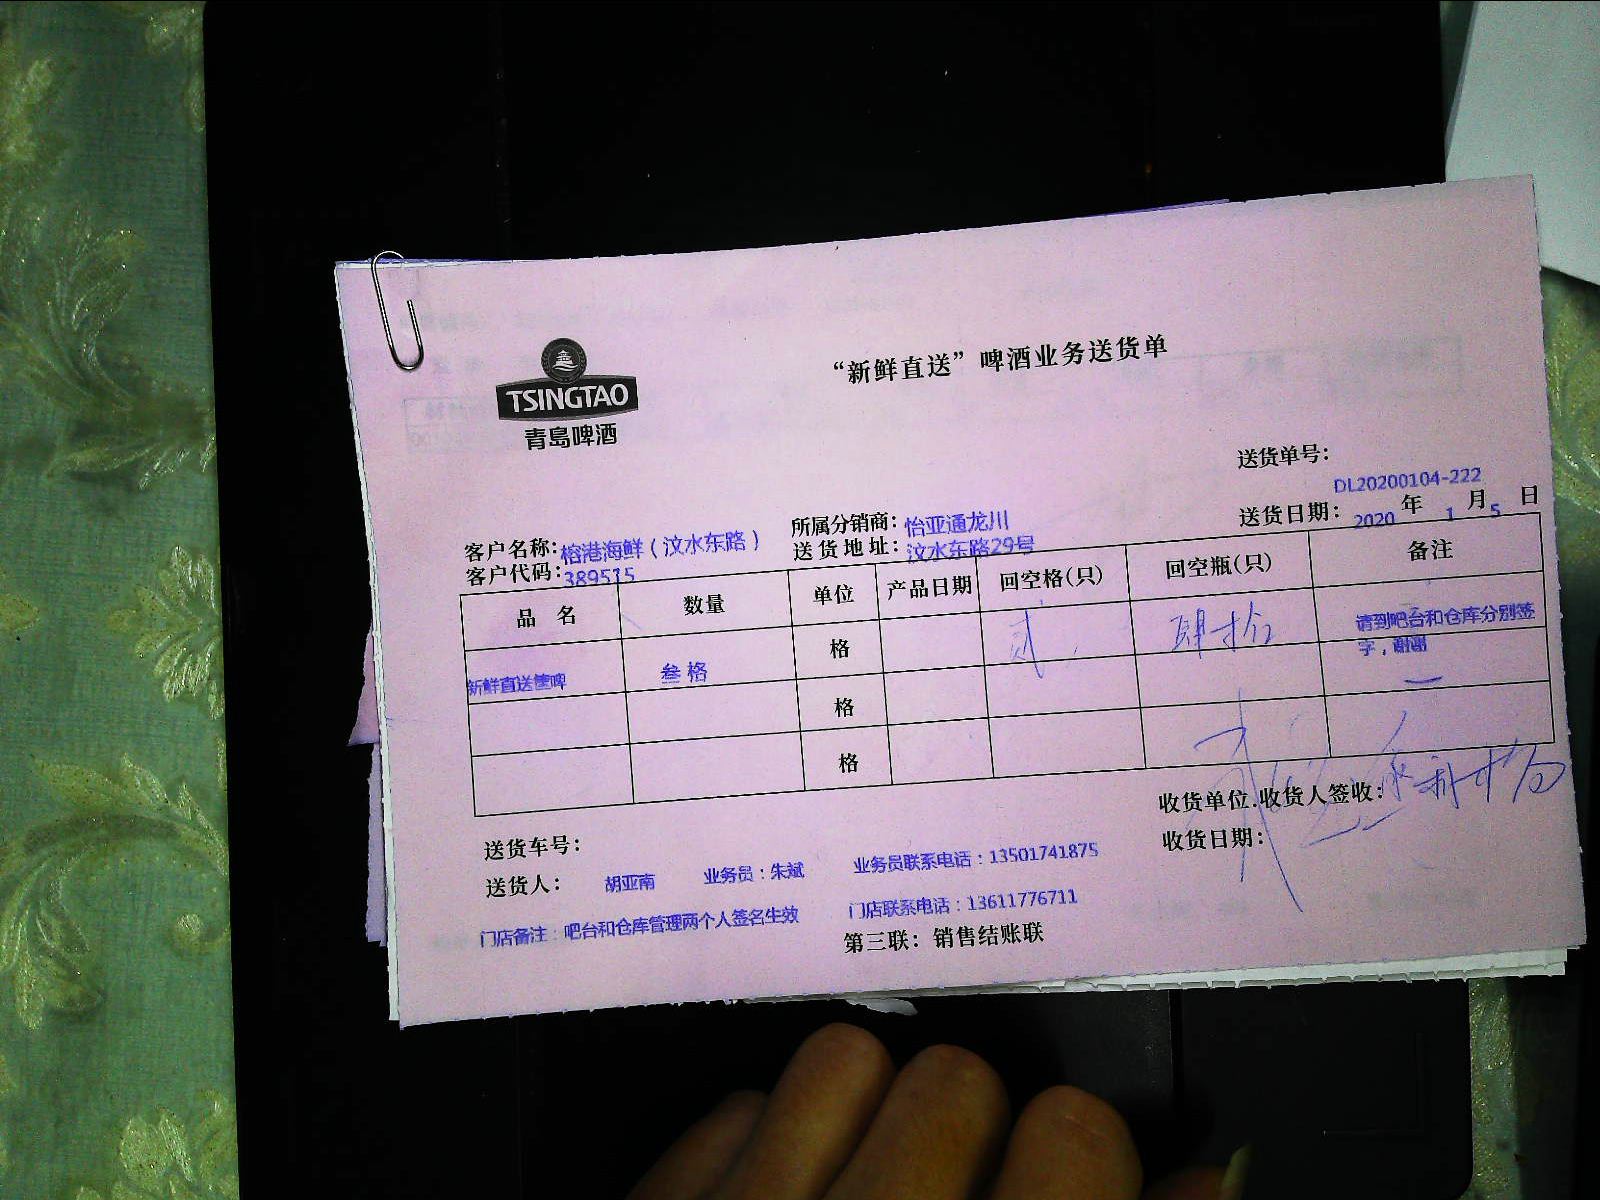 TSINGTAO
青島啤酒
“新鲜直送”啤酒业务送货单
送货单号：
DL20200104-222
客户名称：榕港海鲜（汶水东路） 所属分销商：怡亚通龙川 送货日期：2020 年 1 月 5 日
客户代码：389515 送货地址：汶水东路29号
品 名 数量 单位 产品日期 回空格(只) 回空瓶(只) 备注
新鲜直送筐啤 叁 格 格 贰 肆拾 请到吧台和仓库分别签
字，谢谢
格
格
收货单位.收货人签收：
送货车号： 收货日期：
送货人： 胡亚南 业务员：朱斌 业务员联系电话：13501741875
门店备注：吧台和仓库管理两个人签名生效 门店联系电话：13611776711
第三联：销售结账联